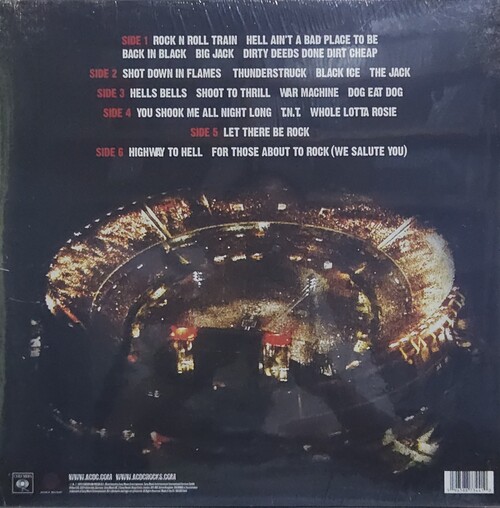 SIDE 1 ROCK N ROLL TRAIN HELL AIN'T A BAD PLACE TO BE
BACK IN BLACK BIG JACK DIRTY DEEDS DONE DIRT CHEAP
SIDE 2 SHOT DOWN IN FLAMES THUNDERSTRUCK BLACK ICE THE JACK
SIDE 3 HELLS BELLS SHOOT TO THRILL WAR MACHINE DOG EAT DOG
SIDE 4 YOU SHOOK ME ALL NIGHT LONG T.N.T. WHOLE LOTTA ROSIE
SIDE 5 LET THERE BE ROCK
SIDE 6 HIGHWAY TO HELL FOR THOSE ABOUT TO ROCK (WE SALUTE YOU)
WWW.ACDC.COM WWW.ACDCROCKS.COM